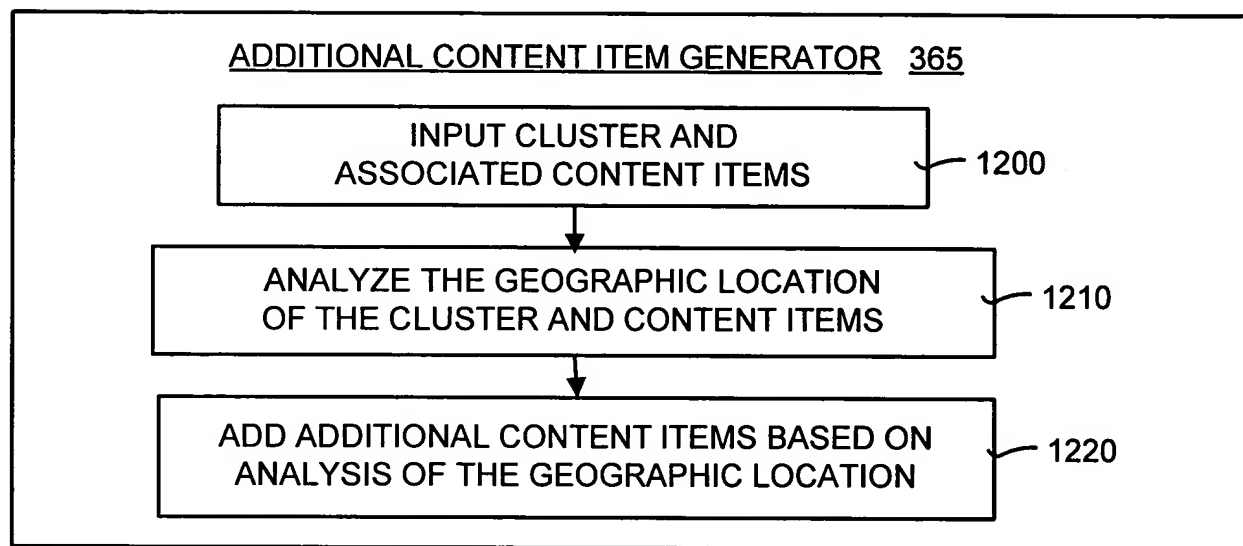 ADDITIONAL CONTENT ITEM GENERATOR 365
INPUT CLUSTER AND
ASSOCIATED CONTENT ITEMS
1200
ANALYZE THE GEOGRAPHIC LOCATION
OF THE CLUSTER AND CONTENT ITEMS
1210
ADD ADDITIONAL CONTENT ITEMS BASED ON
ANALYSIS OF THE GEOGRAPHIC LOCATION
1220